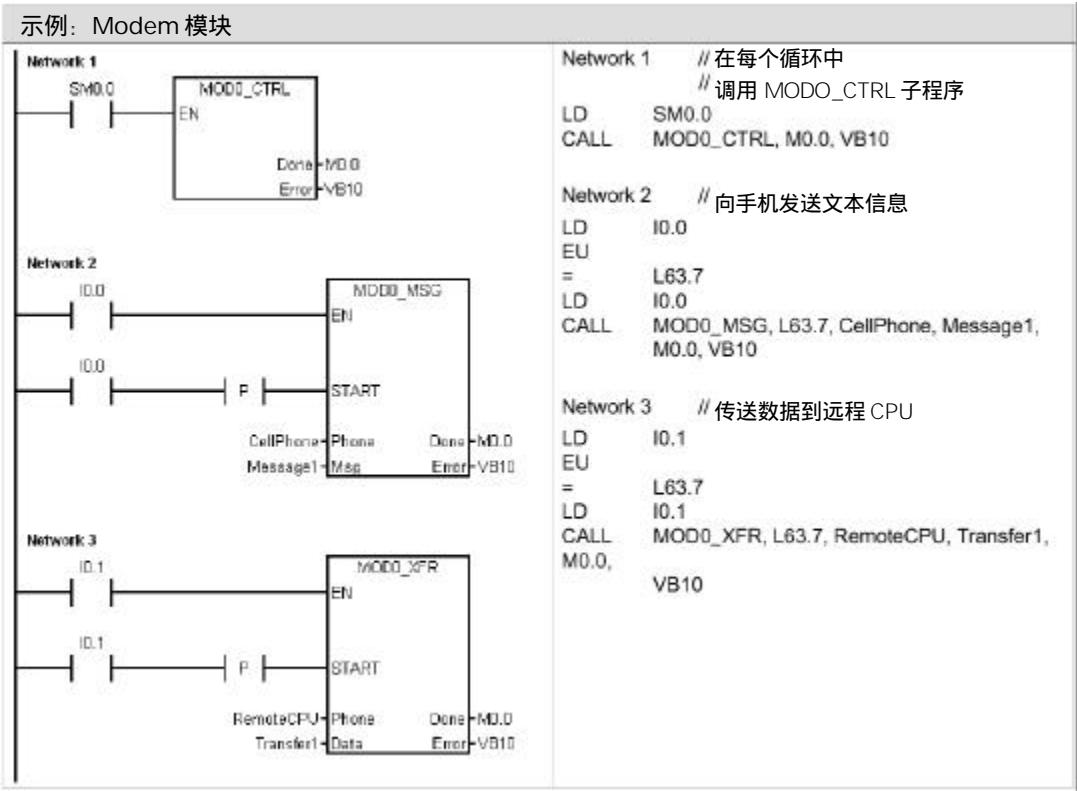 示例：Modem 模块
Network 1
SM0.0
MOD0_CTRL
EN
Done
M0.0
Error
VB10
Network 2
I0.0
MOD0_MSG
EN
I0.0
P
START
CellPhone
Phone
Done
M0.0
Message1
Msg
Error
VB10
Network 3
I0.1
MOD0_XFR
EN
I0.1
P
START
RemoteCPU
Phone
Done
M0.0
Transfer1
Data
Error
VB10
Network 1 // 在每个循环中
// 调用 MODO_CTRL 子程序
LD SM0.0
CALL MOD0_CTRL, M0.0, VB10
Network 2 // 向手机发送文本信息
LD I0.0
EU
= L63.7
LD I0.0
CALL MOD0_MSG, L63.7, CellPhone, Message1,
M0.0, VB10
Network 3 // 传送数据到远程 CPU
LD I0.1
EU
= L63.7
LD I0.1
CALL MOD0_XFR, L63.7, RemoteCPU, Transfer1,
M0.0,
VB10